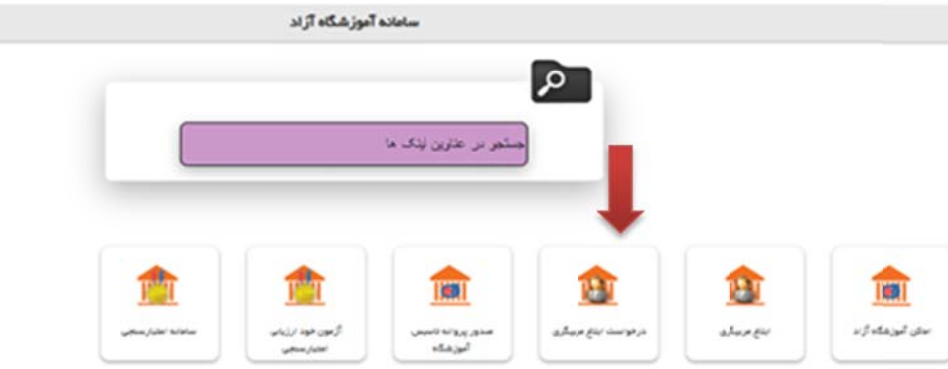 سامانه آموزشگاه آزاد
جستجو در عناوین لینک ها
اماکن آموزشگاه آزاد
ابلاغ مربیگری
درخواست ابلاغ مربیگری
صدور پروانه تاسیس
آموزشگاه
آزمون خود ارزیابی
اعتبارسنجی
سامانه اعتبارسنجی